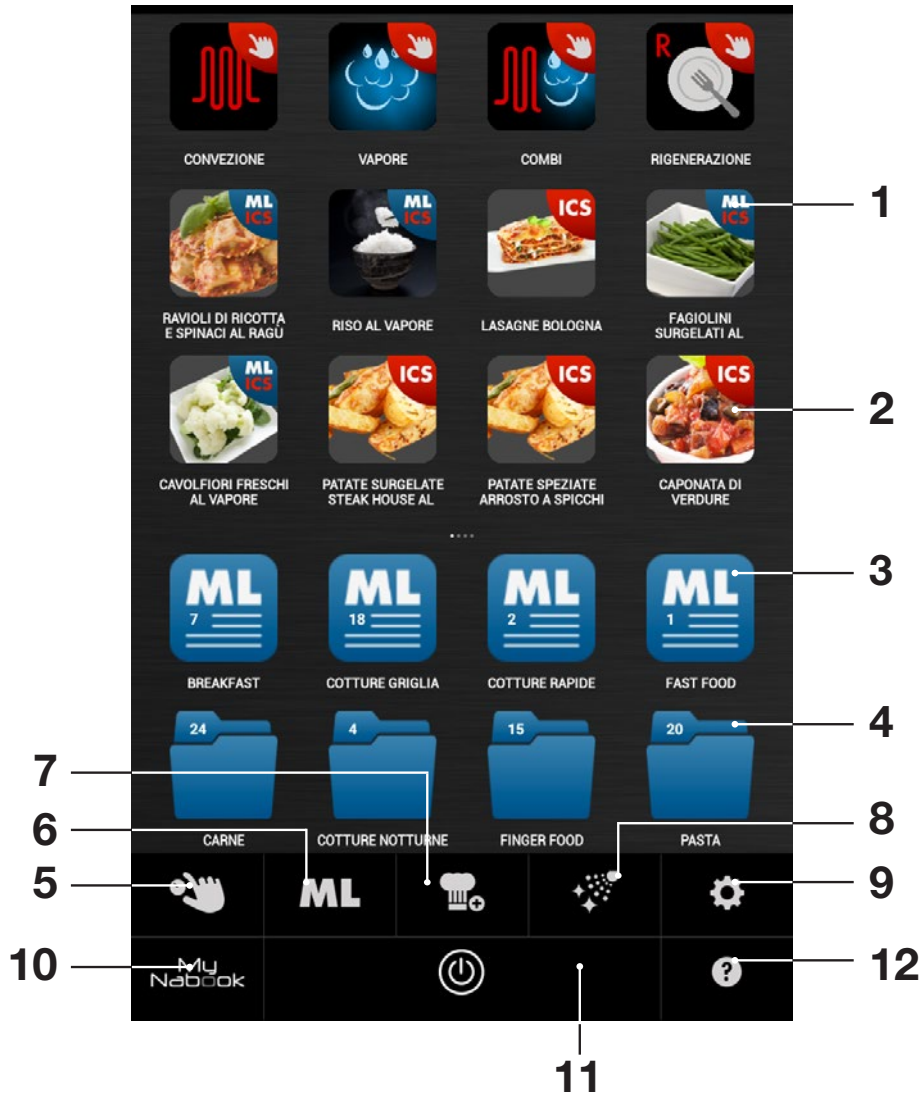 R
CONVEZIONE
VAPORE
COMBI
RIGENERAZIONE
ML
ICS
ML
ICS
ICS
ML
ICS
1
RAVIOLI DI RICOTTA
E SPINACI AL RAGÙ
RISO AL VAPORE
LASAGNE BOLOGNA
FAGIOLINI
SURGELATI AL
ML
ICS
ICS
ICS
ICS
2
CAVOLFIORI FRESCHI
AL VAPORE
PATATE SURGELATE
STEAK HOUSE AL
PATATE SPEZIATE
ARROSTO A SPICCHI
CAPONATA DI
VERDURE
ML
7
ML
18
ML
2
ML
1
3
BREAKFAST
COTTURE GRIGLIA
COTTURE RAPIDE
FAST FOOD
24
4
15
20
4
CARNE
COTTURE NOTTURNE
FINGER FOOD
PASTA
7
6
5
8
9
ML
10
My
Nabook
?
12
11